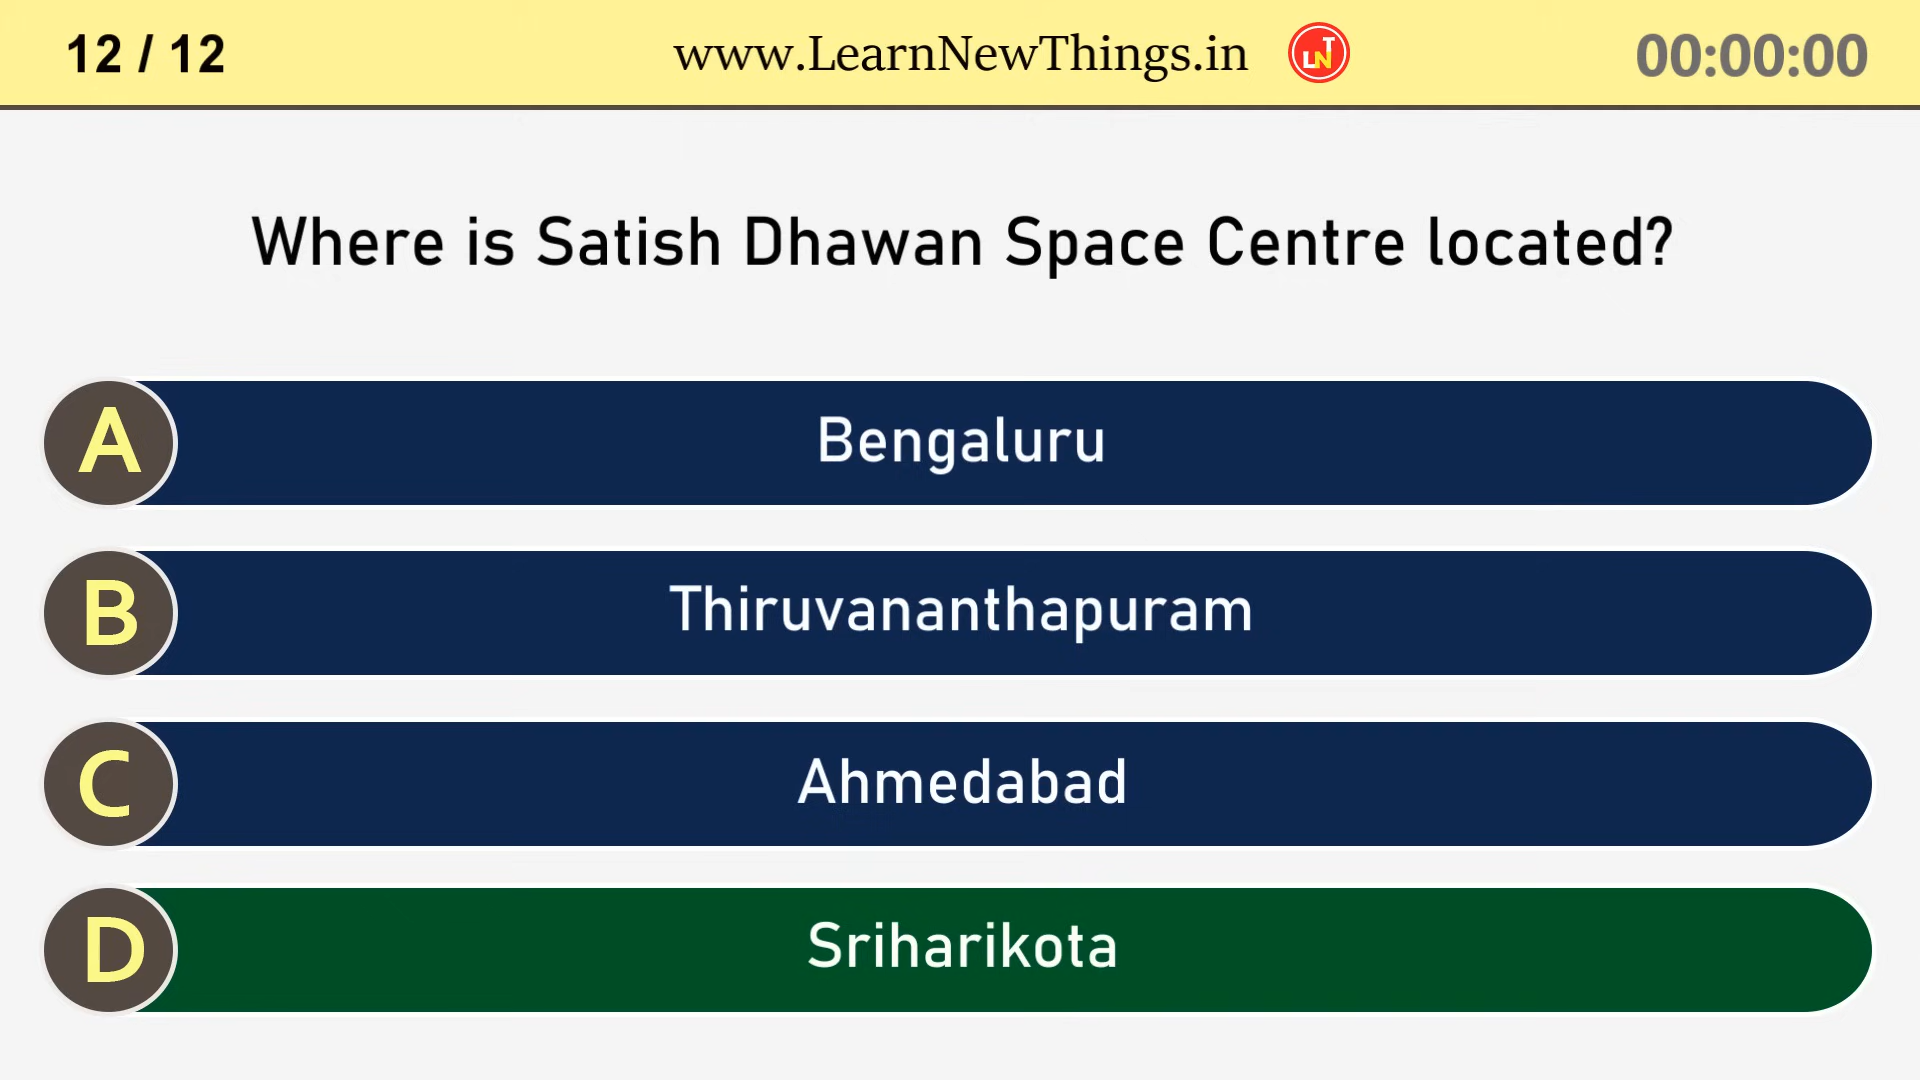 12 / 12
www.LearnNewThings.in
LNT
00:00:00
Where is Satish Dhawan Space Centre located?
A
Bengaluru
B
Thiruvananthapuram
C
Ahmedabad
D
Sriharikota